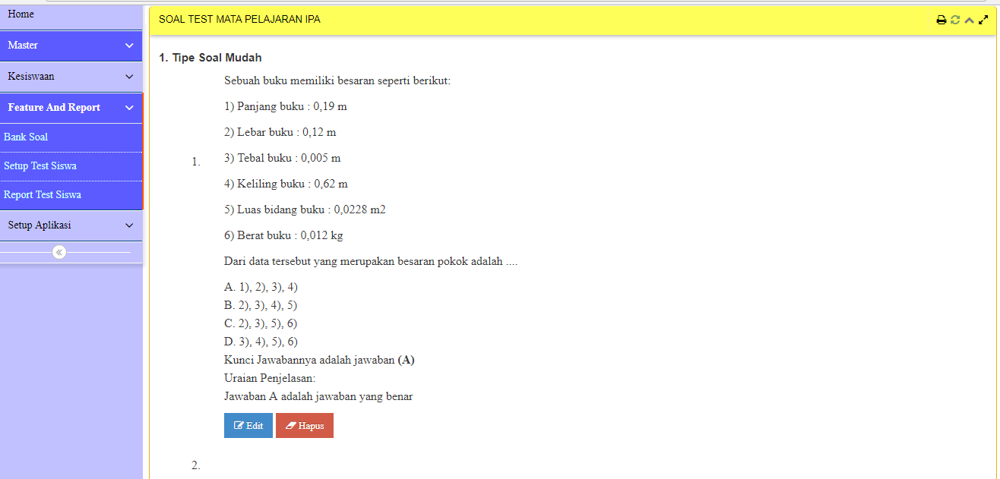 Home
Master
Kesiswaan
Feature And Report
Bank Soal
Setup Test Siswa
Report Test Siswa
Setup Aplikasi
SOAL TEST MATA PELAJARAN IPA
1. Tipe Soal Mudah
1.
Sebuah buku memiliki besaran seperti berikut:
1) Panjang buku : 0,19 m
2) Lebar buku : 0,12 m
3) Tebal buku : 0,005 m
4) Keliling buku : 0,62 m
5) Luas bidang buku : 0,0228 m2
6) Berat buku : 0,012 kg
Dari data tersebut yang merupakan besaran pokok adalah ....
A. 1), 2), 3), 4)
B. 2), 3), 4), 5)
C. 2), 3), 5), 6)
D. 3), 4), 5), 6)
Kunci Jawabannya adalah jawaban (A)
Uraian Penjelasan:
Jawaban A adalah jawaban yang benar
Edit Hapus
2.